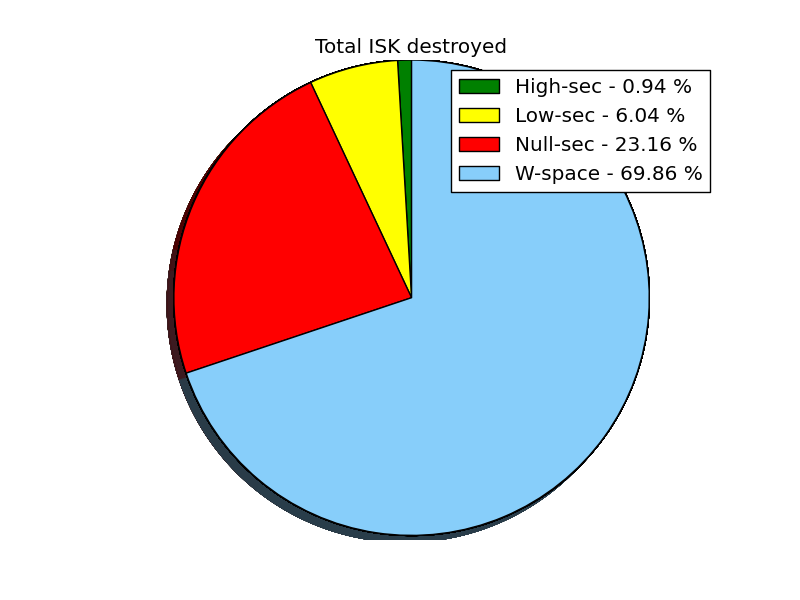 Total ISK destroyed
High-sec - 0.94 %
Low-sec - 6.04 %
Null-sec - 23.16 %
W-space - 69.86 %